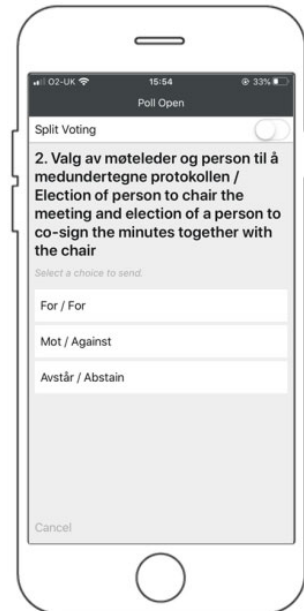 O2-UK 15:54 33%
Poll Open
Split Voting
2. Valg av møteleder og person til å
medundertegne protokollen /
Election of person to chair the
meeting and election of a person to
co-sign the minutes together with
the chair
Select a choice to send.
For / For
Mot / Against
Avstår / Abstain
Cancel